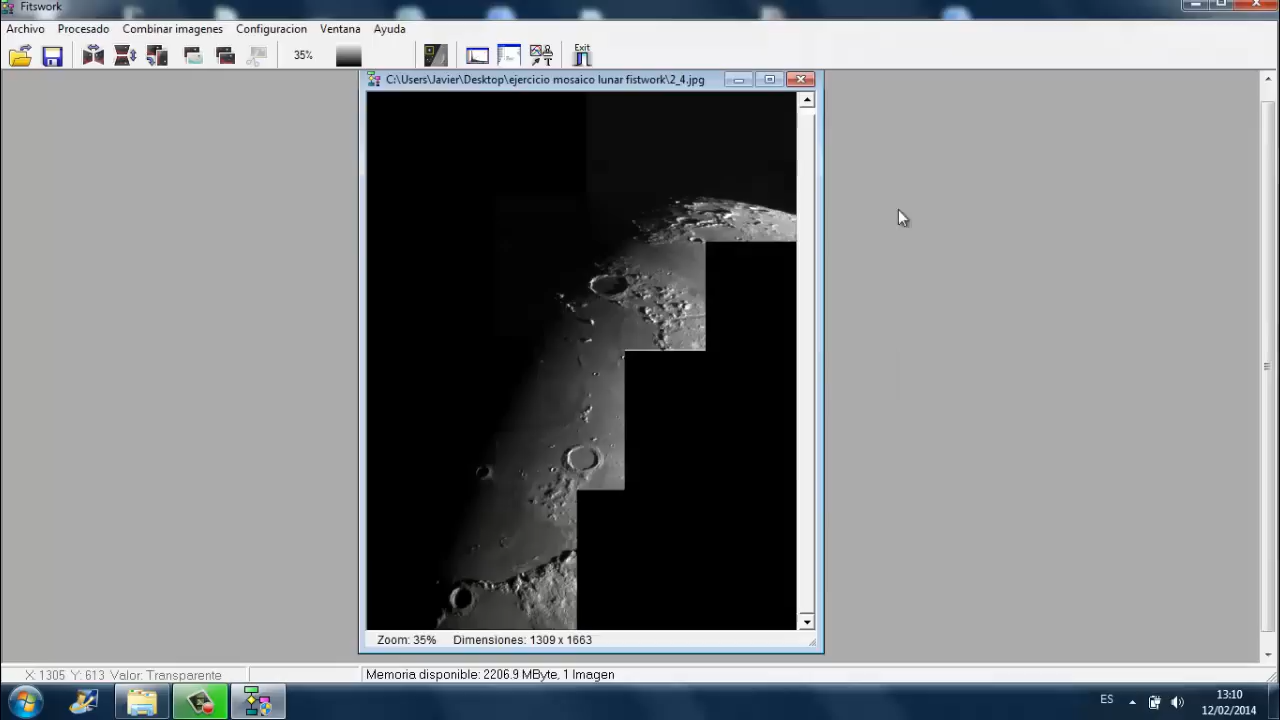 Fitswork
Archivo Procesado Combinar imagenes Configuracion Ventana Ayuda
35% Exit
C:\Users\Javier\Desktop\ejercicio mosaico lunar fistwork\2_4.jpg
Zoom: 35% Dimensiones: 1309 x 1663
X: 1305 Y: 613 Valor: Transparente Memoria disponible: 2206.9 MByte, 1 Imagen
ES 13:10
12/02/2014